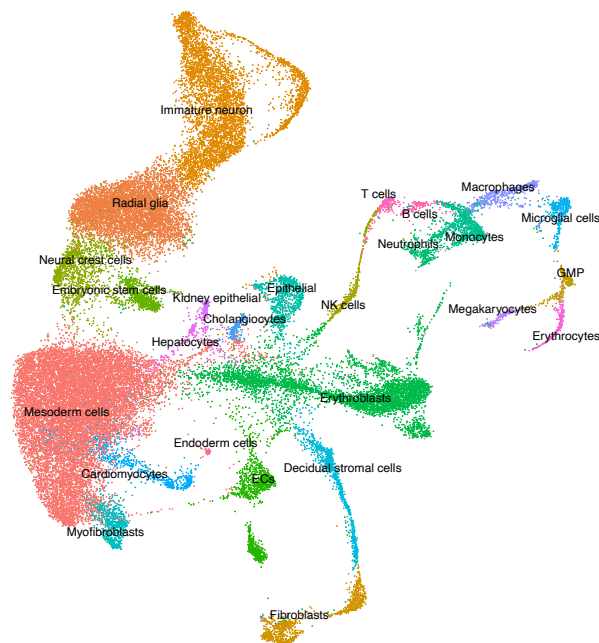 Immature neuron
Radial glia
T cells
Macrophages
B cells
Microglial cells
Neutrophils
Monocytes
Neural crest cells
GMP
Embryonic stem cells
Epithelial
Kidney epithelial
NK cells
Megakaryocytes
Cholangiocytes
Hepatocytes
Erythrocytes
Erythroblasts
Mesoderm cells
Endoderm cells
Decidual stromal cells
Cardiomyocytes
ECs
Myofibroblasts
Fibroblasts